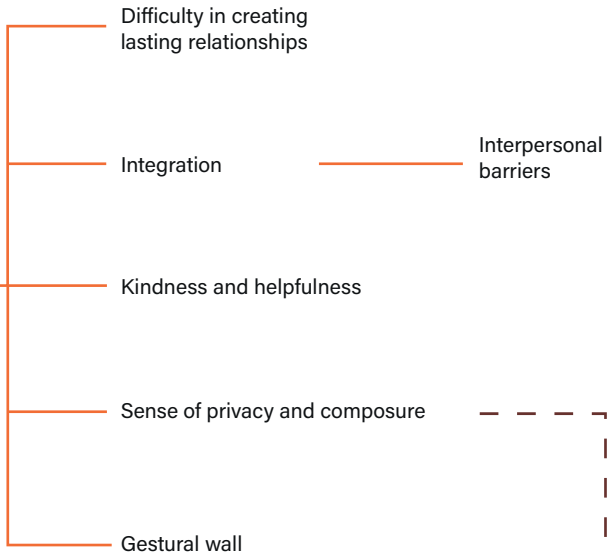 Difficulty in creating
lasting relationships
Integration
Interpersonal
barriers
Kindness and helpfulness
Sense of privacy and composure
Gestural wall